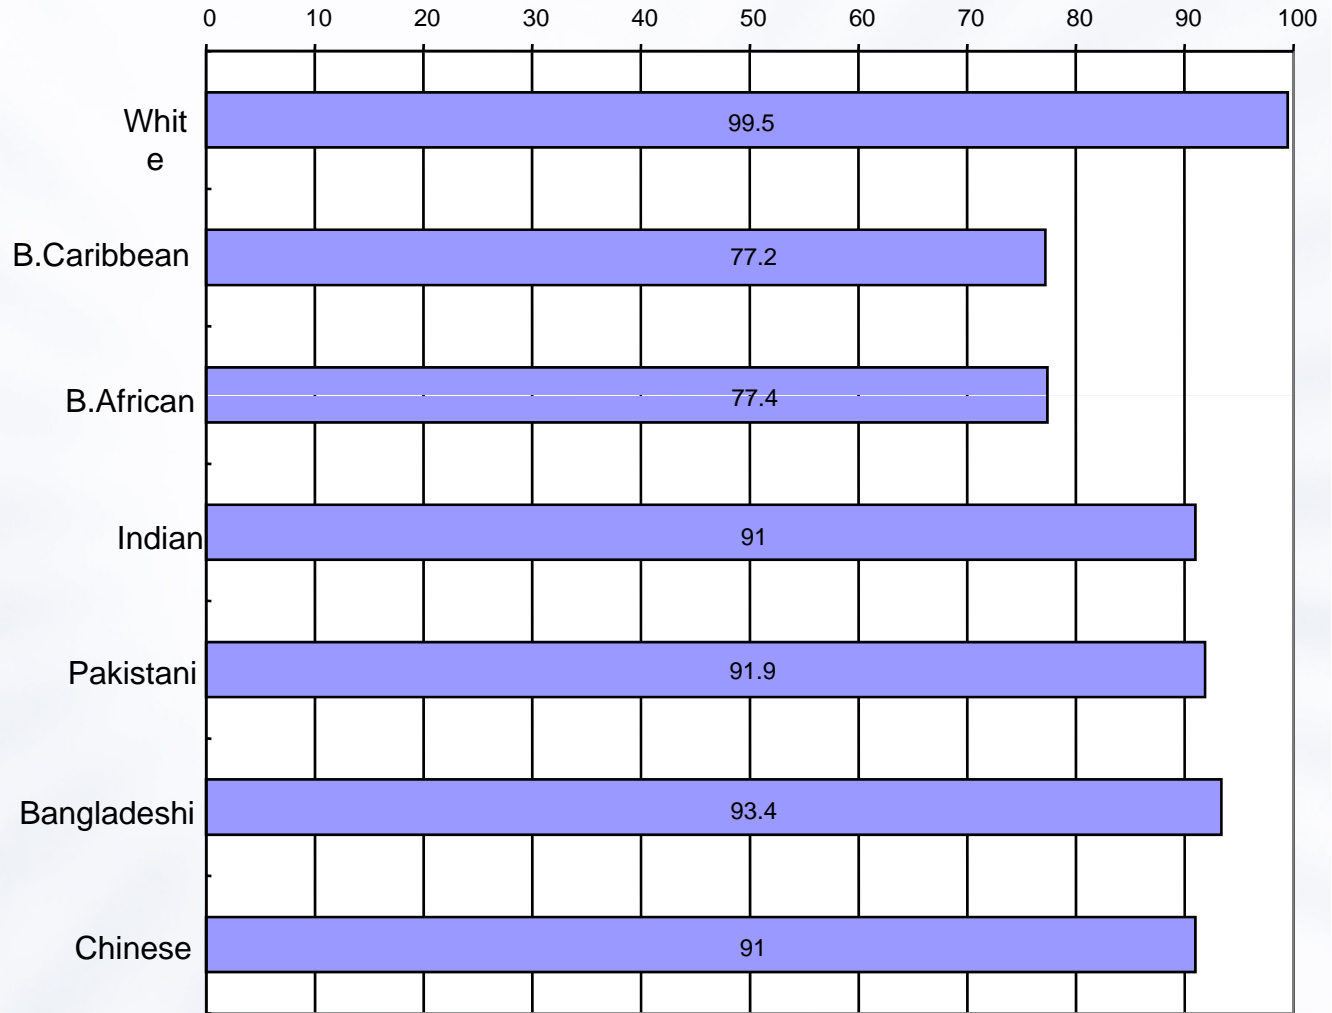 0 10 20 30 40 50 60 70 80 90 100
Whit
e
99.5
B.Caribbean 77.2
B.African 77.4
Indian 91
Pakistani 91.9
Bangladeshi 93.4
Chinese 91